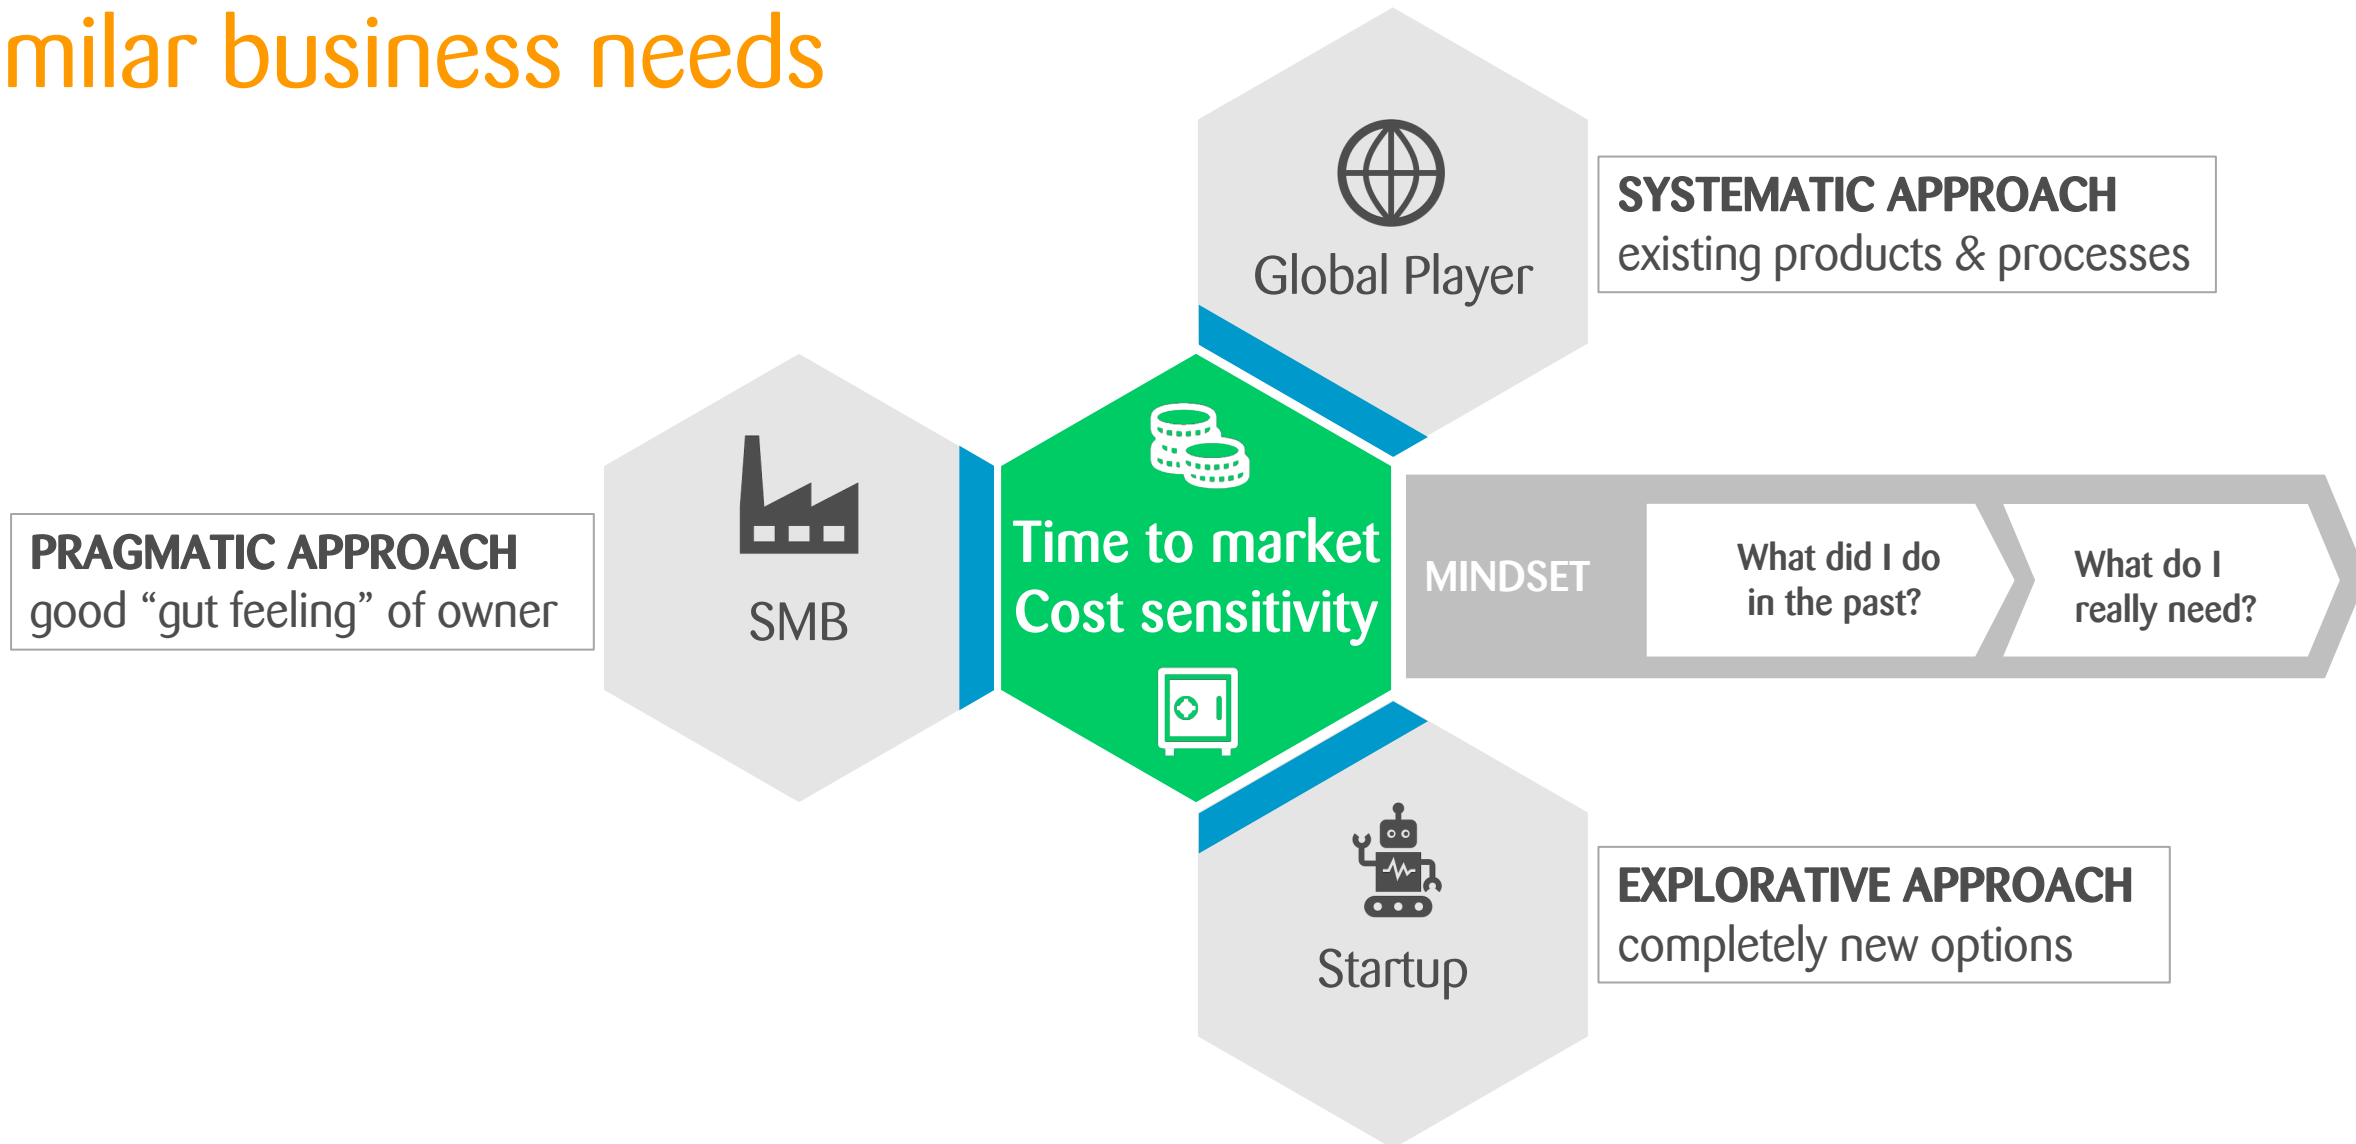 milar business needs
Global Player
SYSTEMATIC APPROACH
existing products & processes
PRAGMATIC APPROACH
good “gut feeling” of owner
SMB
Time to market
Cost sensitivity
MINDSET
What did I do
in the past?
What do I
really need?
Startup
EXPLORATIVE APPROACH
completely new options